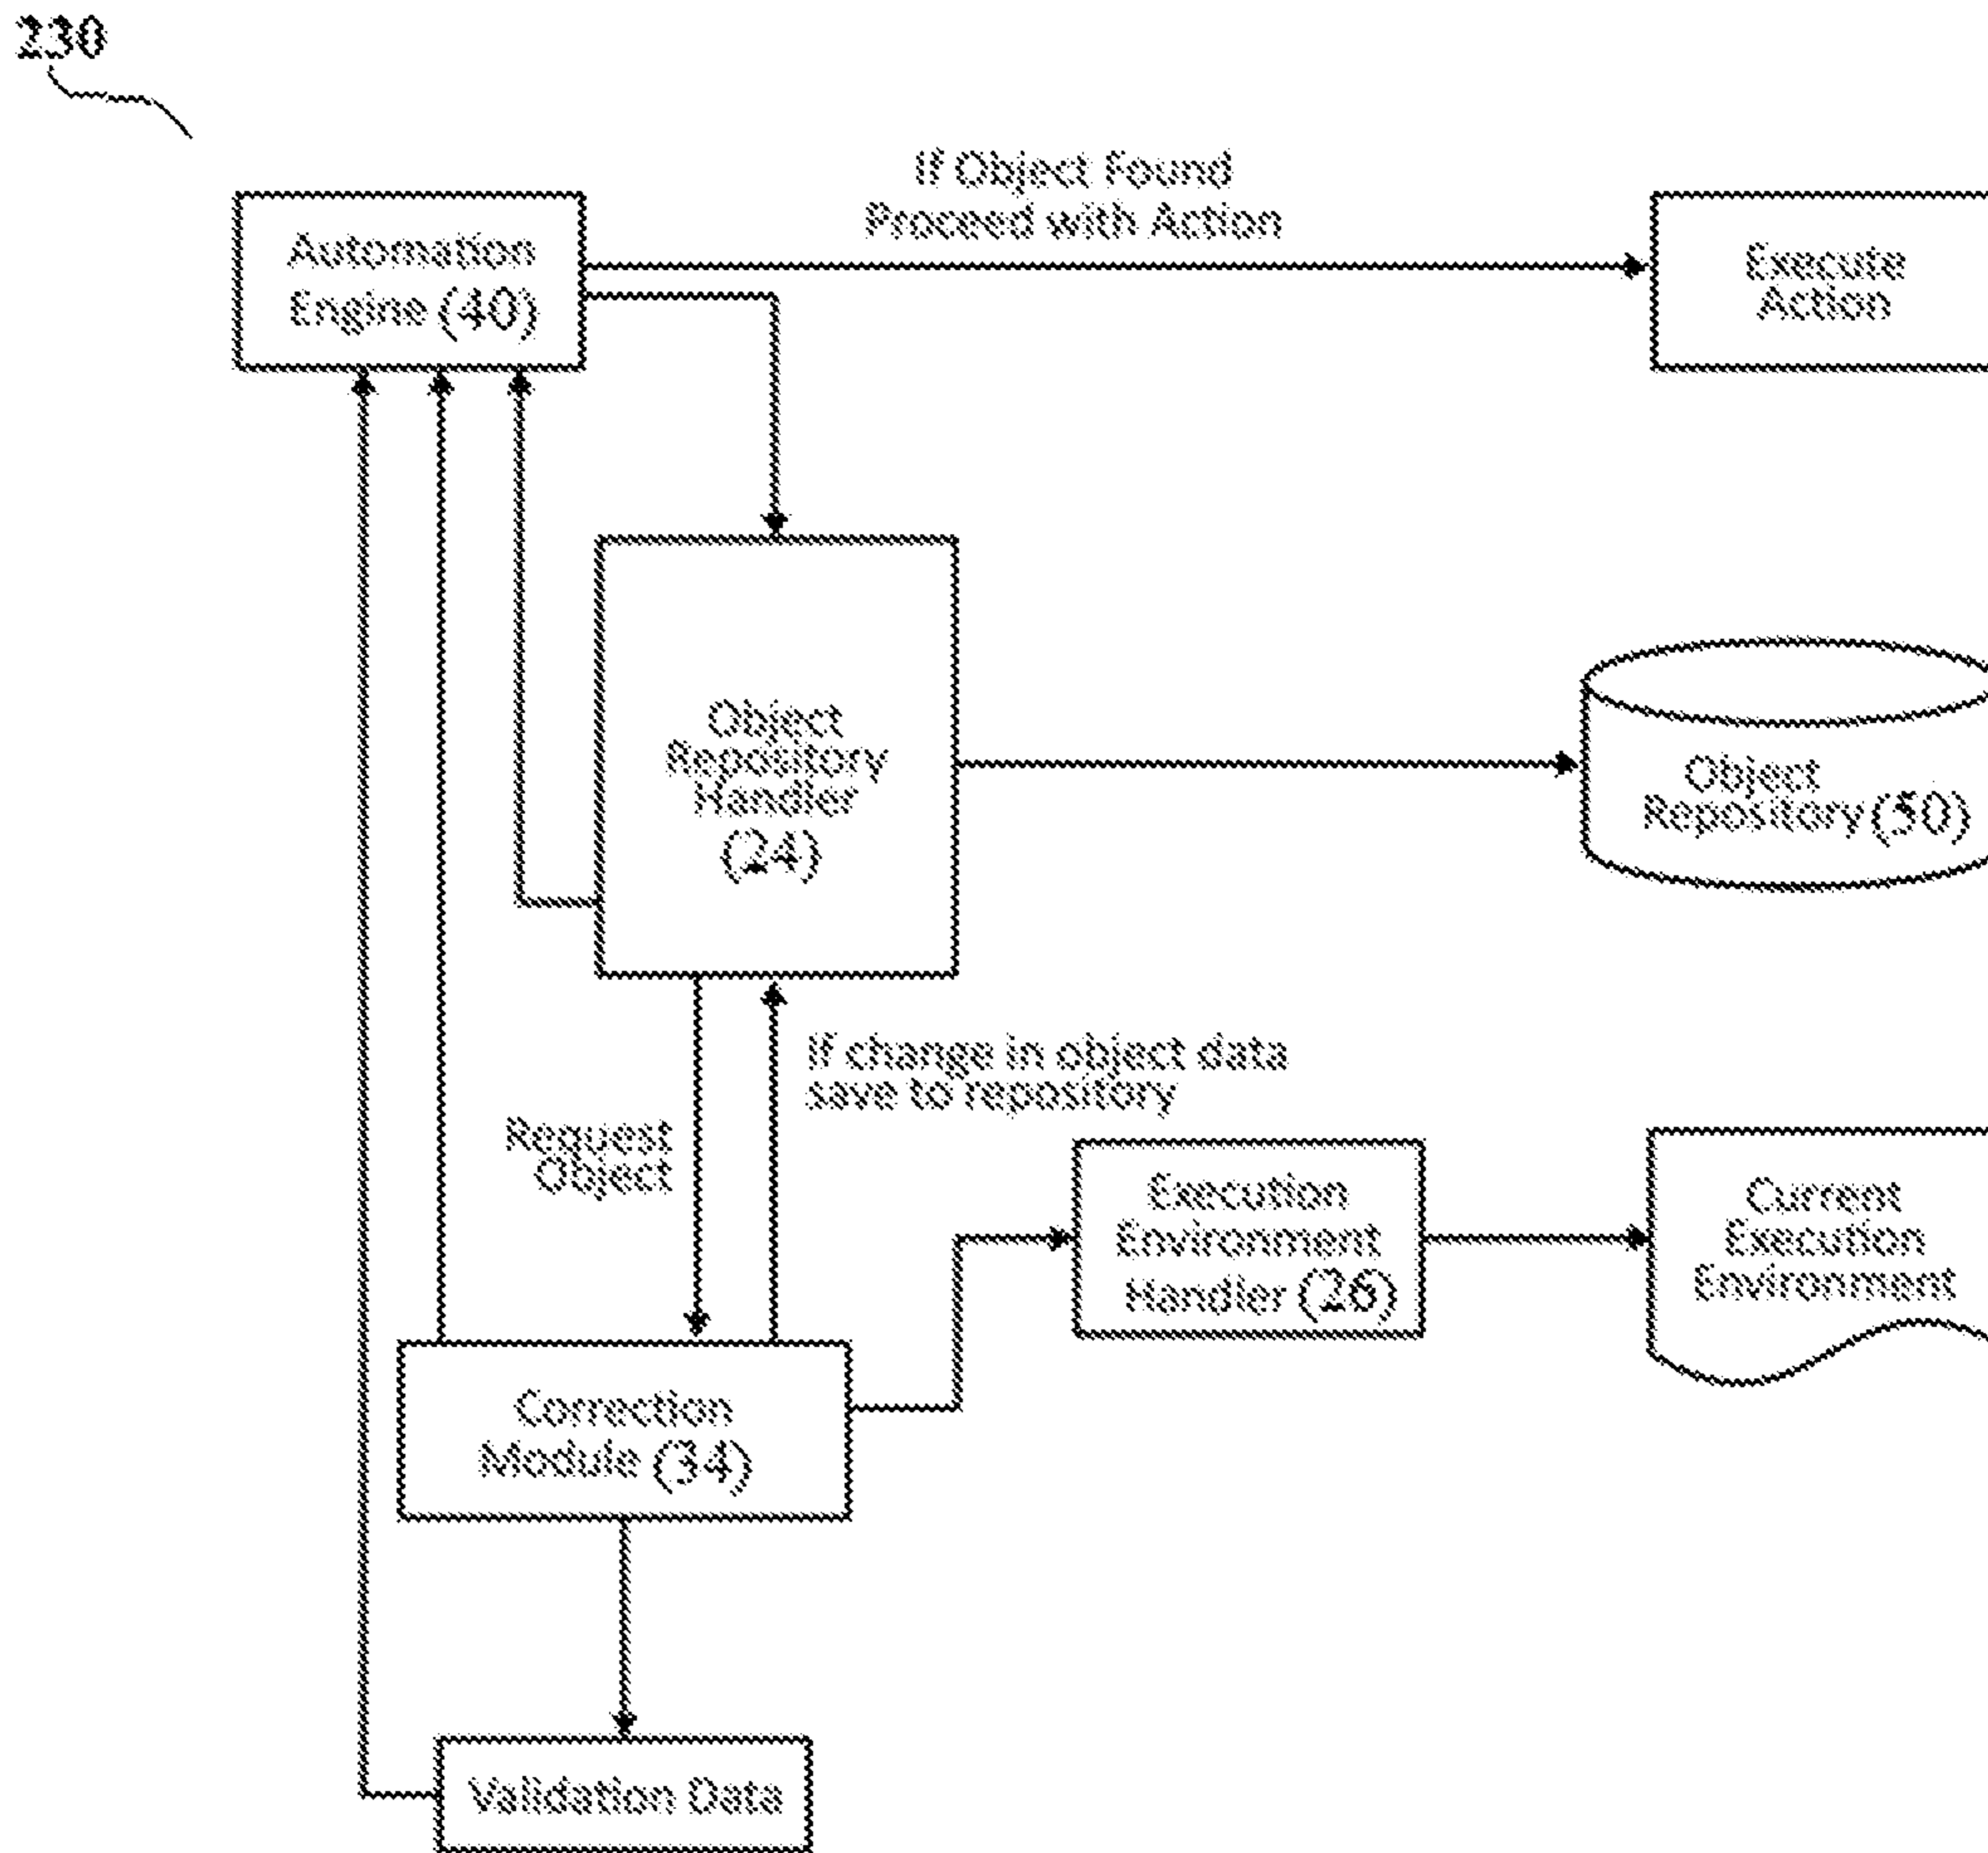 230
If Object Found
Proceed with Action
Automation
Engine (40)
Execute
Action
Object
Repository
Handler
(24)
Object
Repository (50)
If change in object data
save to repository
Request
Object
Execution
Environment
Handler (26)
Current
Execution
Environment
Correction
Module (34)
Validation Data